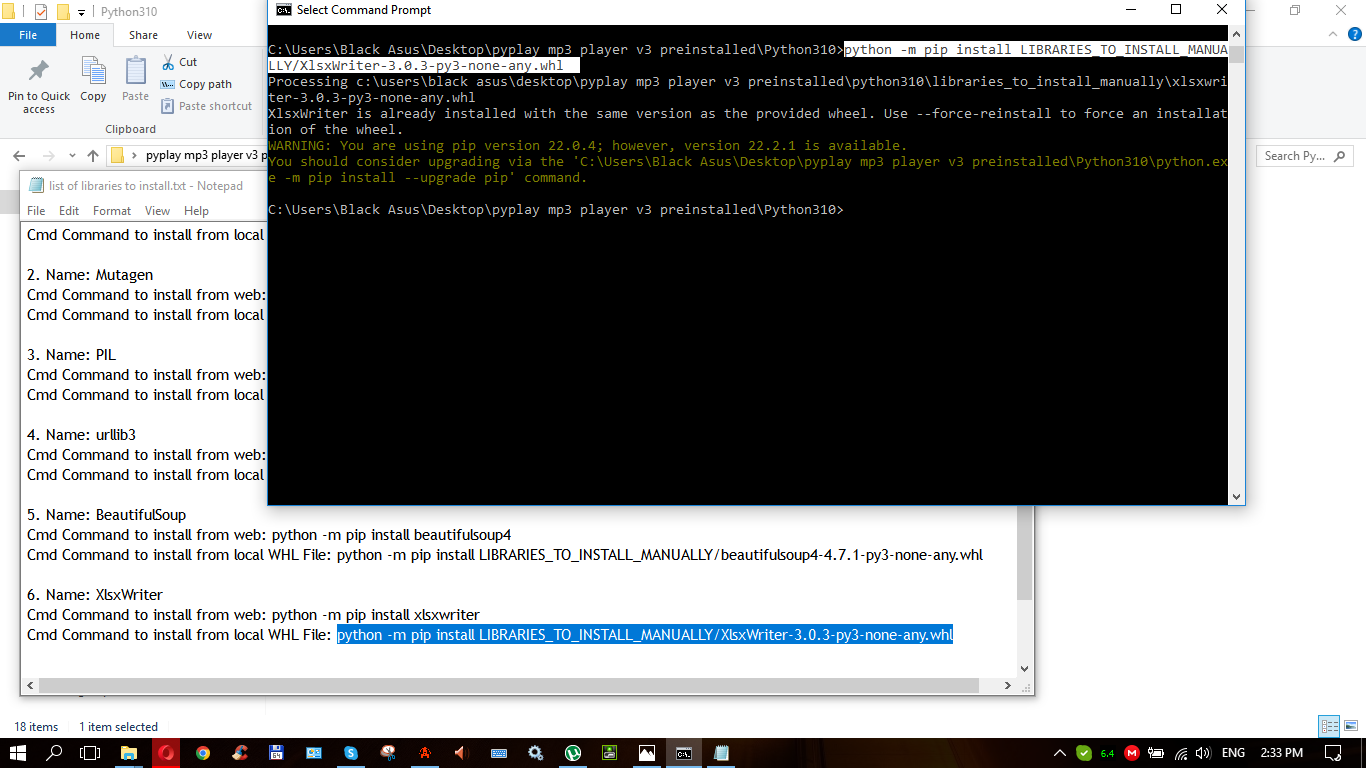 Python310
File
Home
Share
View
Pin to Quick
access
Copy
Paste
Cut
Copy path
Paste shortcut
Clipboard
pyplay mp3 player v3 p
Search Py...
Select Command Prompt
C:\Users\Black Asus\Desktop\pyplay mp3 player v3 preinstalled\Python310>python -m pip install LIBRARIES_TO_INSTALL_MANUA
LLY/XlsxWriter-3.0.3-py3-none-any.whl
Processing c:\users\black asus\desktop\pyplay mp3 player v3 preinstalled\python310\libraries_to_install_manually\xlsxwri
ter-3.0.3-py3-none-any.whl
XlsxWriter is already installed with the same version as the provided wheel. Use --force-reinstall to force an installat
ion of the wheel.
WARNING: You are using pip version 22.0.4; however, version 22.2.1 is available.
You should consider upgrading via the 'C:\Users\Black Asus\Desktop\pyplay mp3 player v3 preinstalled\Python310\python.ex
e -m pip install --upgrade pip' command.
C:\Users\Black Asus\Desktop\pyplay mp3 player v3 preinstalled\Python310>
list of libraries to install.txt - Notepad
File Edit Format View Help
Cmd Command to install from local
2. Name: Mutagen
Cmd Command to install from web:
Cmd Command to install from local
3. Name: PIL
Cmd Command to install from web:
Cmd Command to install from local
4. Name: urllib3
Cmd Command to install from web:
Cmd Command to install from local
5. Name: BeautifulSoup
Cmd Command to install from web: python -m pip install beautifulsoup4
Cmd Command to install from local WHL File: python -m pip install LIBRARIES_TO_INSTALL_MANUALLY/beautifulsoup4-4.7.1-py3-none-any.whl
6. Name: XlsxWriter
Cmd Command to install from web: python -m pip install xlsxwriter
Cmd Command to install from local WHL File: python -m pip install LIBRARIES_TO_INSTALL_MANUALLY/XlsxWriter-3.0.3-py3-none-any.whl
18 items
1 item selected
6.4
ENG
2:33 PM